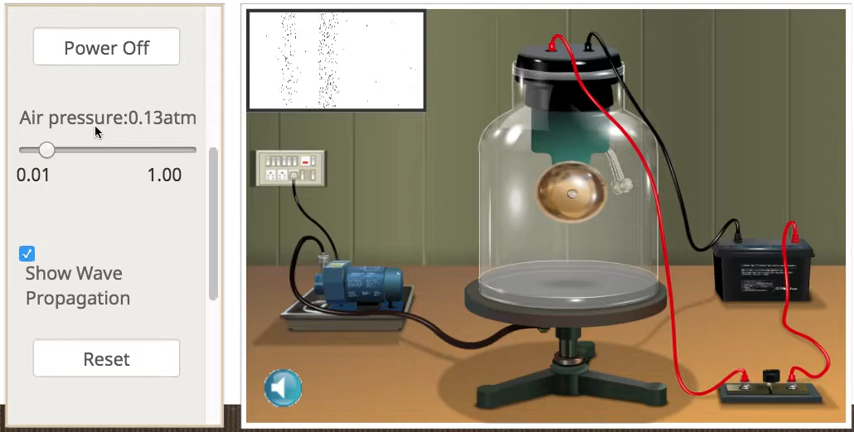 Power Off
Air pressure:0.13atm
0.01
1.00
Show Wave
Propagation
Reset